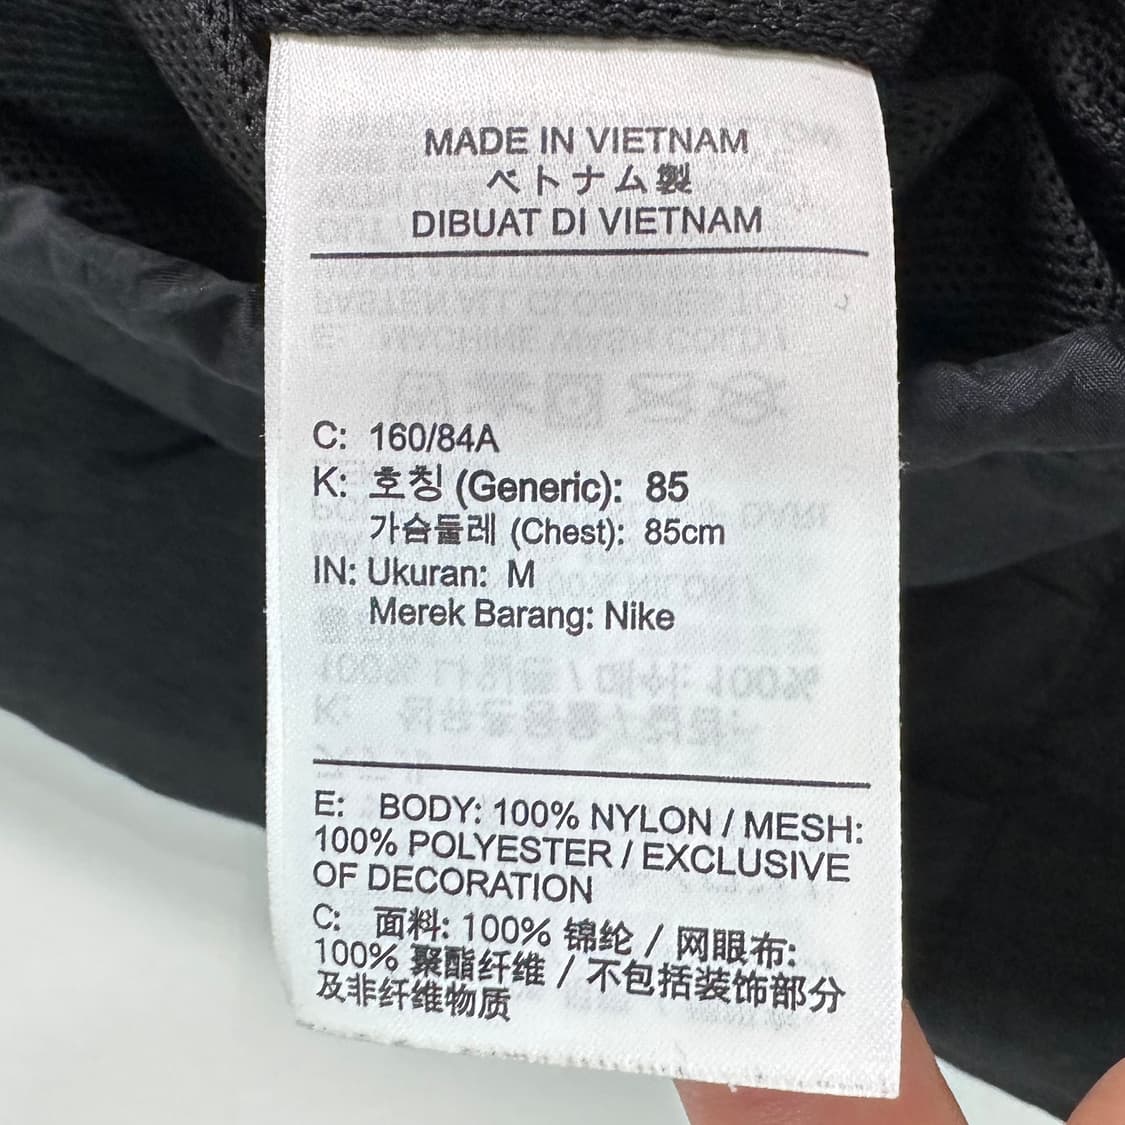 MADE IN VIETNAM
ベトナム製
DIBUAT DI VIETNAM
C: 160/84A
K: 호칭 (Generic): 85
가슴둘레 (Chest): 85cm
IN: Ukuran: M
Merek Barang: Nike
E: BODY: 100% NYLON / MESH:
100% POLYESTER / EXCLUSIVE
OF DECORATION
C: 面料: 100% 锦纶 / 网眼布:
100% 聚酯纤维 / 不包括装饰部分
及非纤维物质